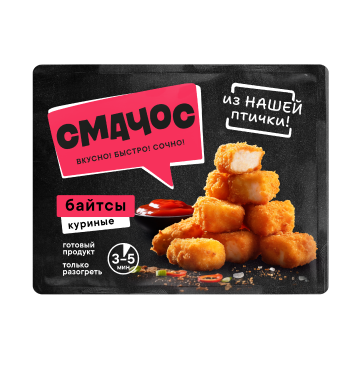 СМАЧОС
ВКУСНО! БЫСТРО! СОЧНО!
из НАШЕЙ
птички!
байтсы
куриные
готовый
продукт
только
разогреть
3–5
мин